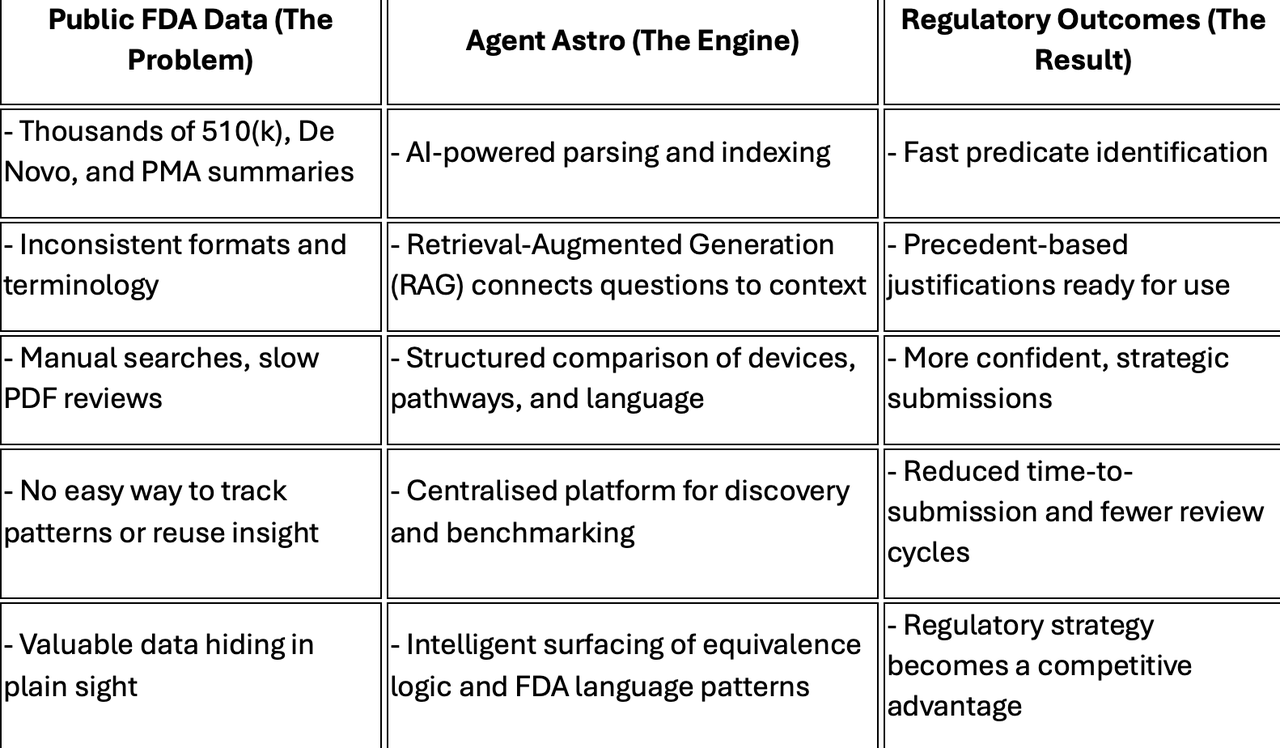 Public FDA Data (The
Problem)
Agent Astro (The Engine)
Regulatory Outcomes (The
Result)
- Thousands of 510(k), De
Novo, and PMA summaries
- AI-powered parsing and indexing
- Fast predicate identification
- Inconsistent formats and
terminology
- Retrieval-Augmented Generation
(RAG) connects questions to context
- Precedent-based
justifications ready for use
- Manual searches, slow
PDF reviews
- Structured comparison of devices,
pathways, and language
- More confident, strategic
submissions
- No easy way to track
patterns or reuse insight
- Centralised platform for discovery
and benchmarking
- Reduced time-to-
submission and fewer review
cycles
- Valuable data hiding in
plain sight
- Intelligent surfacing of equivalence
logic and FDA language patterns
- Regulatory strategy
becomes a competitive
advantage